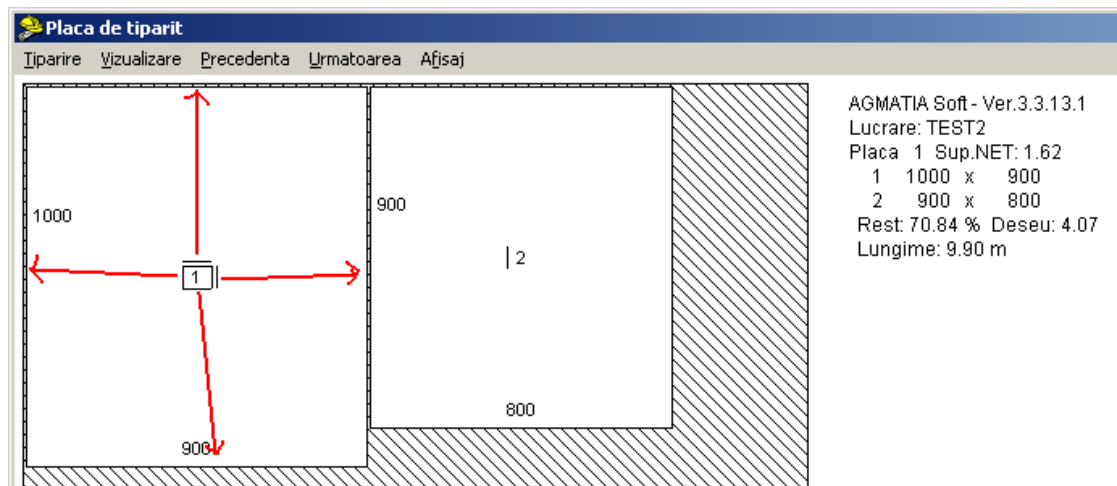 Placa de tiparit
Tiparire Vizualizare Precedenta Urmatoarea Afisaj
AGMATIA Soft - Ver.3.3.13.1
Lucrare: TEST2
Placa 1 Sup.NET: 1.62
1 1000 x 900
2 900 x 800
Rest: 70.84 % Deseu: 4.07
Lungime: 9.90 m
1000
1
900
900
2
800